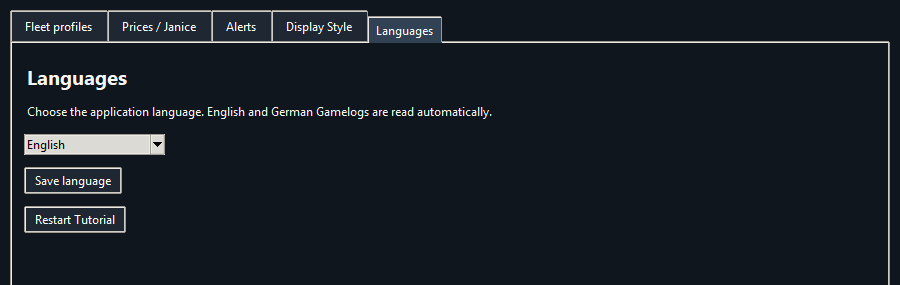 Fleet profiles
Prices / Janice
Alerts
Display Style
Languages
Languages
Choose the application language. English and German Gamelogs are read automatically.
English
Save language
Restart Tutorial